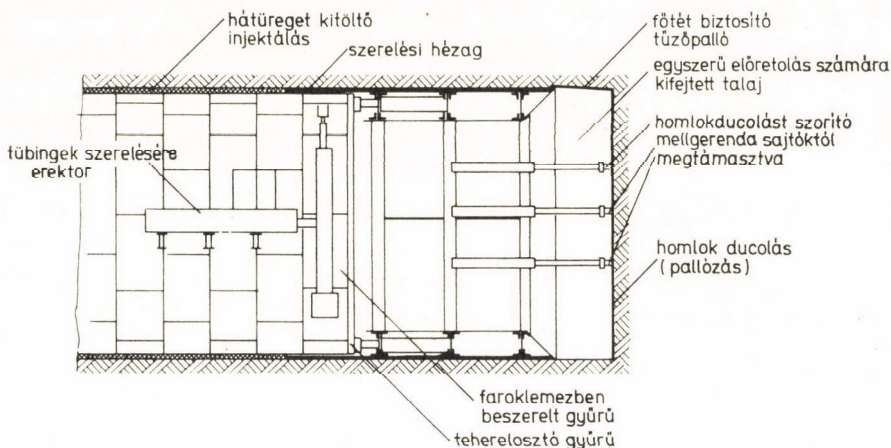 hátüreget kitöltő
injektálás
szerelési hézag
tübingek szerelésére
erektor
főtét biztosító
tűzőpalló
egyszerű előretolás számára
kifejtett talaj
homlokducolást szorító
mellgerenda sajtóktól
megtámasztva
homlok ducolás
(pallózás)
faroklemezben
beszerelt gyűrű
teherelosztó gyűrű